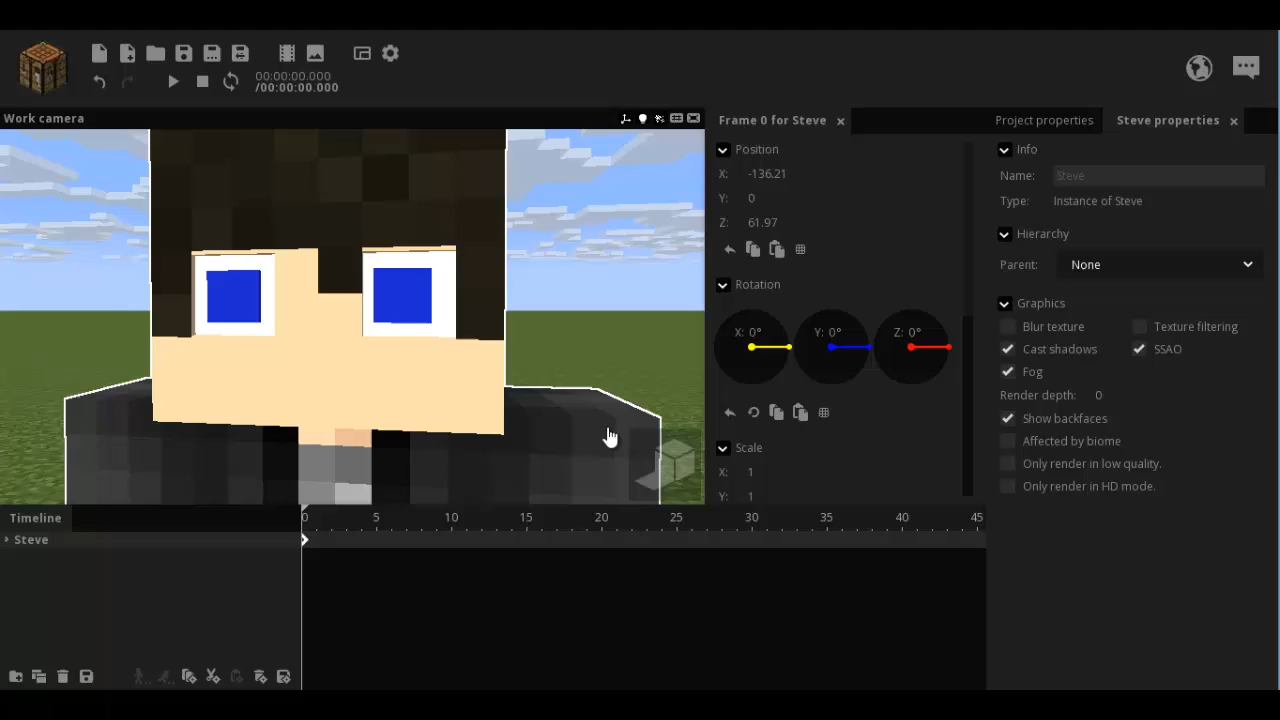 00:00:00.000
/00:00:00.000
Work camera
Frame 0 for Steve
Project properties
Steve properties
Position
X: -136.21
Y: 0
Z: 61.97
Rotation
X: 0°
Y: 0°
Z: 0°
Scale
X: 1
Y: 1
Info
Name: Steve
Type: Instance of Steve
Hierarchy
Parent: None
Graphics
Blur texture
Texture filtering
Cast shadows
SSAO
Fog
Render depth: 0
Show backfaces
Affected by biome
Only render in low quality.
Only render in HD mode.
Timeline
0 5 10 15 20 25 30 35 40 45
Steve